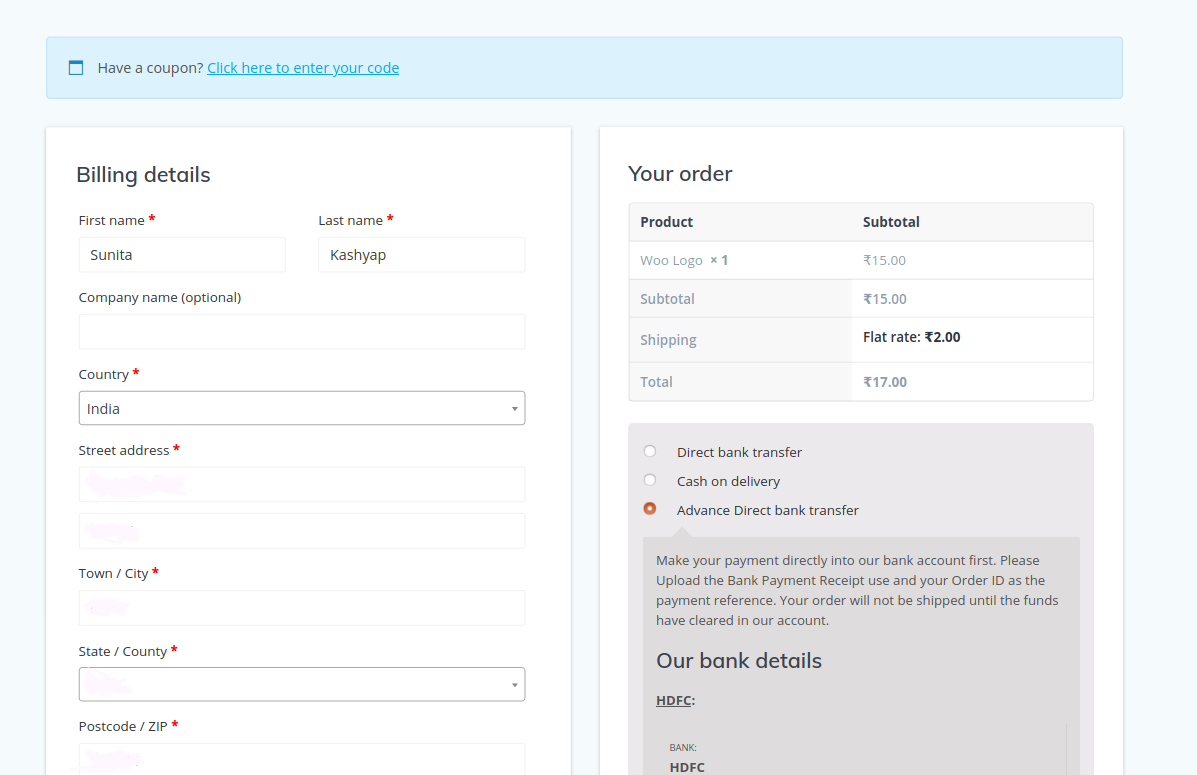 Have a coupon? Click here to enter your code
Billing details
First name *
Last name *
Sunita
Kashyap
Company name (optional)
Country *
India
Street address *
Town / City *
State / County *
Postcode / ZIP *
Your order
Product Subtotal
Woo Logo × 1 ₹15.00
Subtotal ₹15.00
Shipping Flat rate: ₹2.00
Total ₹17.00
Direct bank transfer
Cash on delivery
Advance Direct bank transfer
Make your payment directly into our bank account first. Please
Upload the Bank Payment Receipt use and your Order ID as the
payment reference. Your order will not be shipped until the funds
have cleared in our account.
Our bank details
HDFC:
BANK:
HDFC